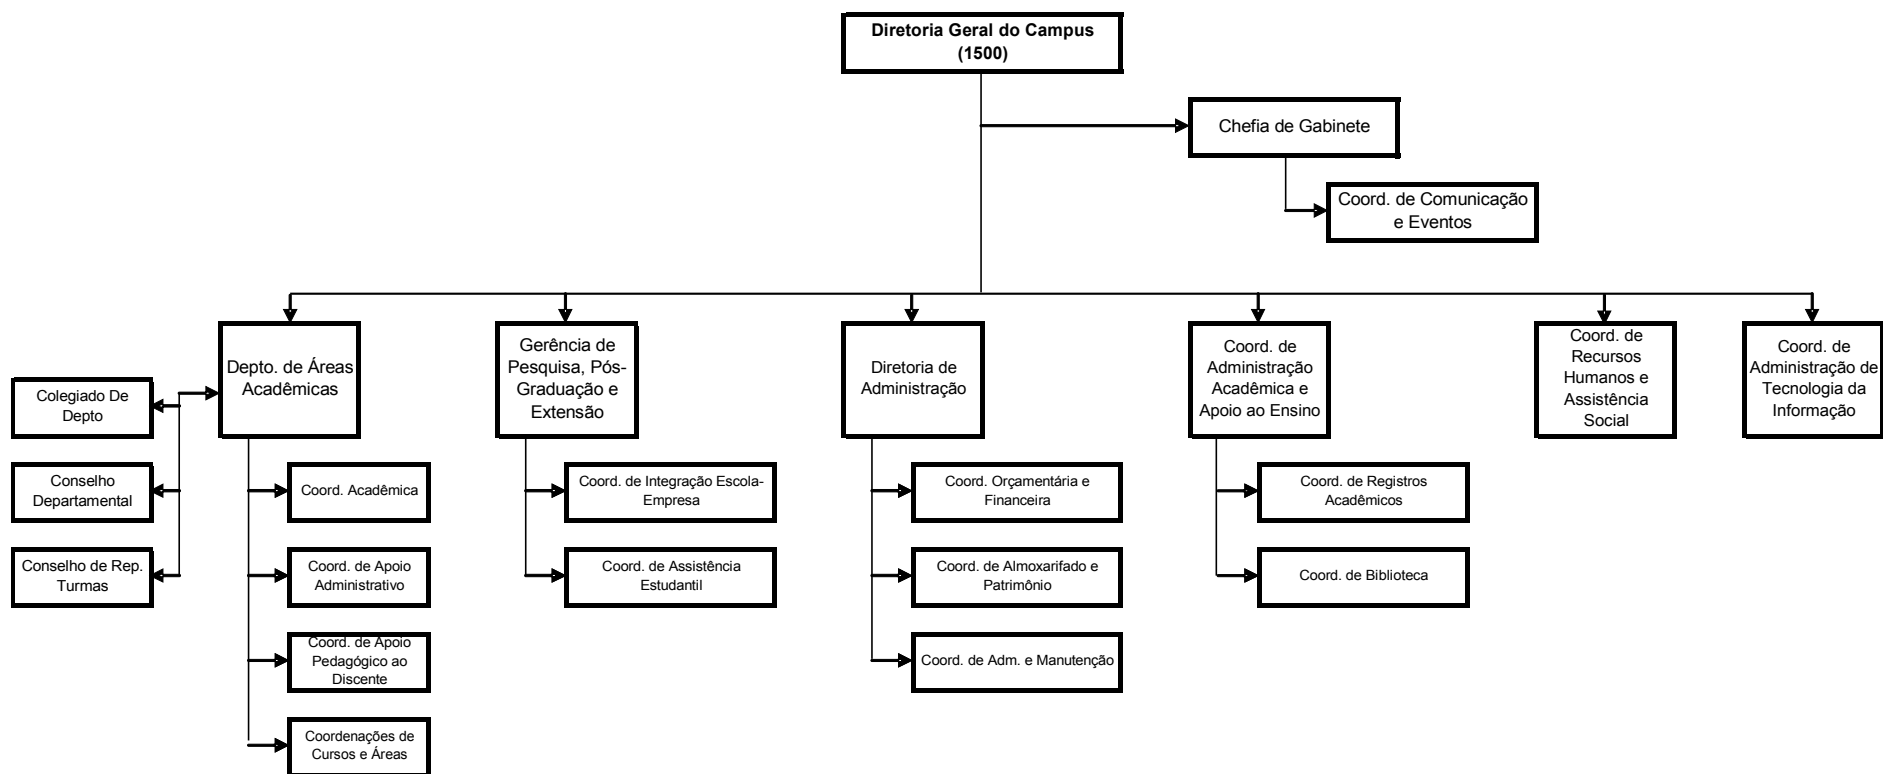 Diretoria Geral do Campus
(1500)
Chefia de Gabinete
Coord. de Comunicação
e Eventos
Depto. de Áreas
Acadêmicas
Gerência de
Pesquisa, Pós-
Graduação e
Extensão
Diretoria de
Administração
Coord. de
Administração
Acadêmica e
Apoio ao Ensino
Coord. de
Recursos
Humanos e
Assistência
Social
Coord. de
Administração de
Tecnologia da
Informação
Colegiado De
Depto
Conselho
Departamental
Conselho de Rep.
Turmas
Coord. Acadêmica
Coord. de Apoio
Administrativo
Coord. de Apoio
Pedagógico ao
Discente
Coordenações de
Cursos e Áreas
Coord. de Integração Escola-
Empresa
Coord. de Assistência
Estudantil
Coord. Orçamentária e
Financeira
Coord. de Almoxarifado e
Patrimônio
Coord. de Adm. e Manutenção
Coord. de Registros
Acadêmicos
Coord. de Biblioteca